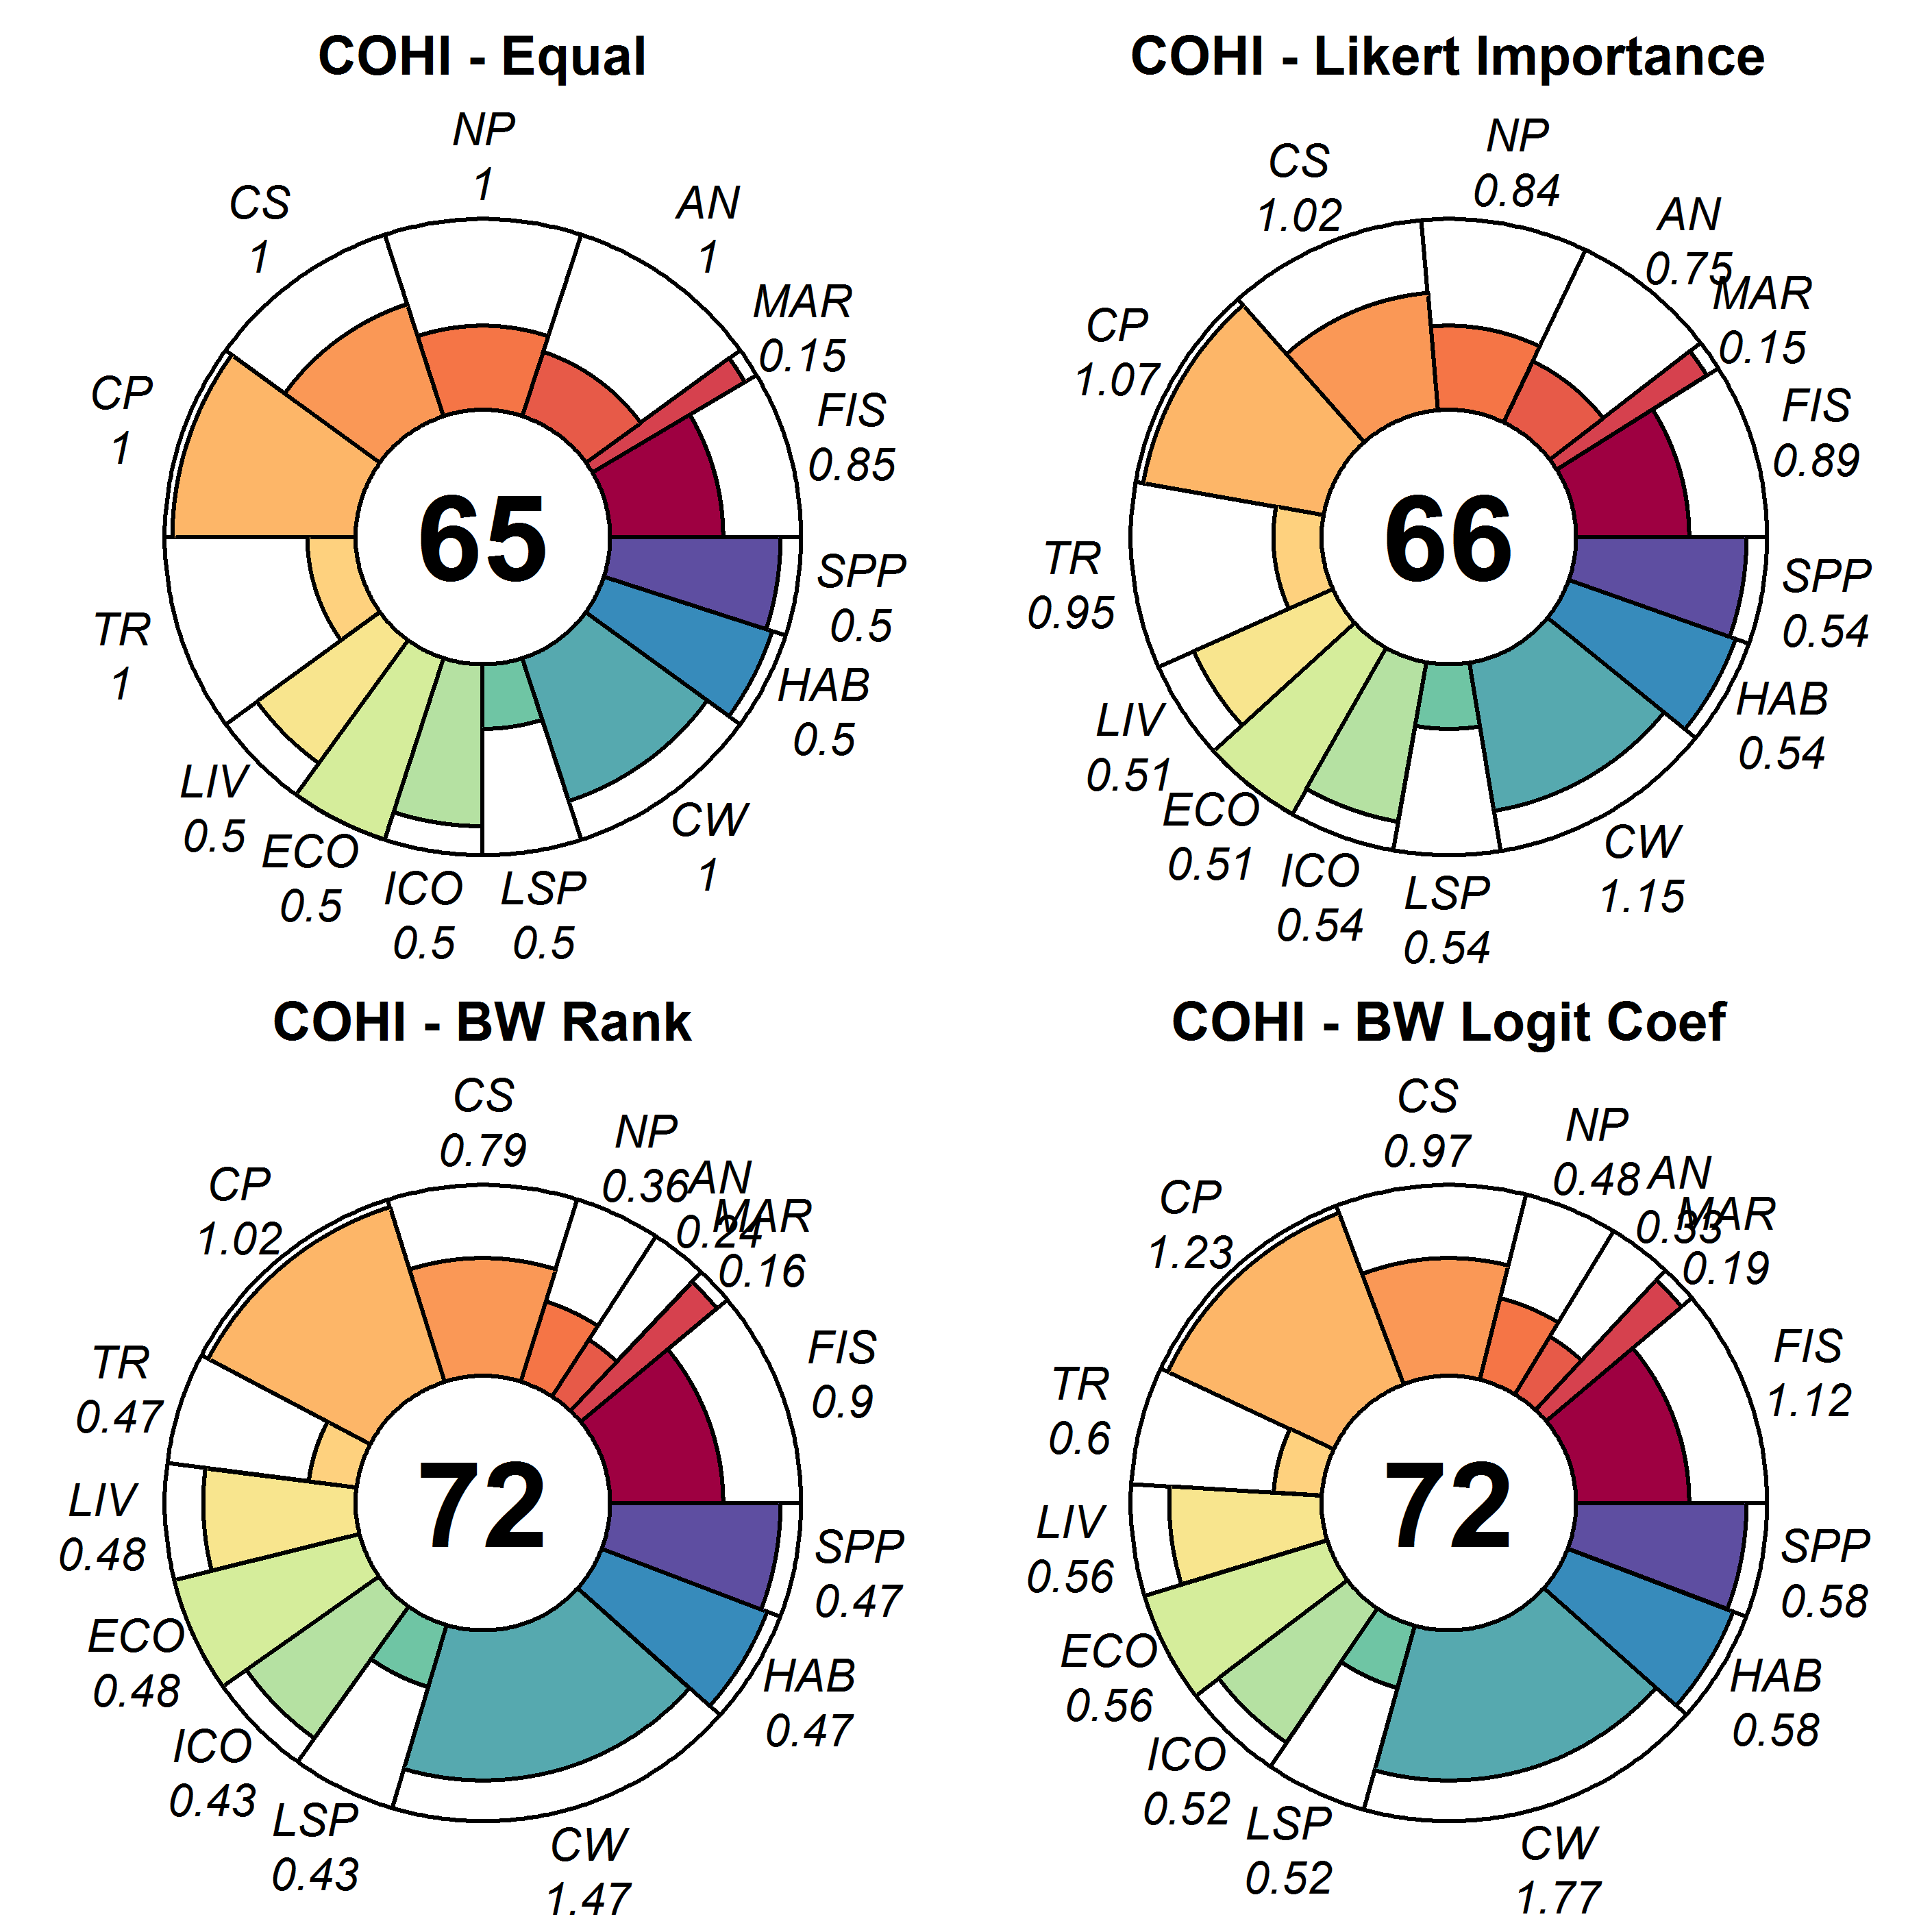 COHI - Equal
NP
1
CS
1
AN
1
MAR
0.15
CP
1
FIS
0.85
65
SPP
0.5
TR
1
HAB
0.5
LIV
0.5
CW
1
ECO
0.5
ICO
0.5
LSP
0.5
COHI - Likert Importance
NP
0.84
CS
1.02
AN
0.75
MAR
0.15
CP
1.07
FIS
0.89
66
TR
0.95
SPP
0.54
HAB
0.54
LIV
0.51
ECO
0.51
CW
1.15
ICO
0.54
LSP
0.54
COHI - BW Rank
CS
0.79
NP
0.36
AN
0.24
MAR
0.16
CP
1.02
FIS
0.9
TR
0.47
72
LIV
0.48
SPP
0.47
ECO
0.48
HAB
0.47
ICO
0.43
LSP
0.43
CW
1.47
COHI - BW Logit Coef
CS
0.97
NP
0.48
AN
0.33
MAR
0.19
CP
1.23
FIS
1.12
TR
0.6
72
LIV
0.56
SPP
0.58
ECO
0.56
HAB
0.58
ICO
0.52
LSP
0.52
CW
1.77